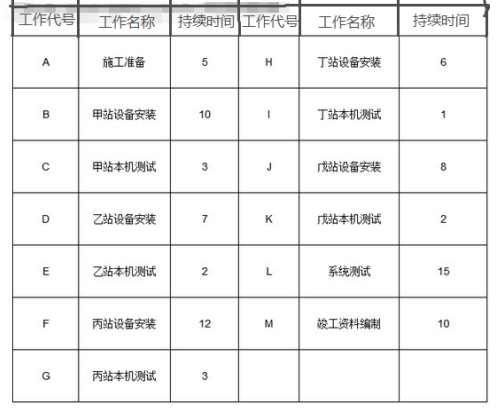 工作代号 工作名称 持续时间 工作代号 工作名称 持续时间
A 施工准备 5 H 丁站设备安装 6
B 甲站设备安装 10 I 丁站本机测试 1
C 甲站本机测试 3 J 戊站设备安装 8
D 乙站设备安装 7 K 戊站本机测试 2
E 乙站本机测试 2 L 系统测试 15
F 丙站设备安装 12 M 竣工资料编制 10
G 丙站本机测试 3